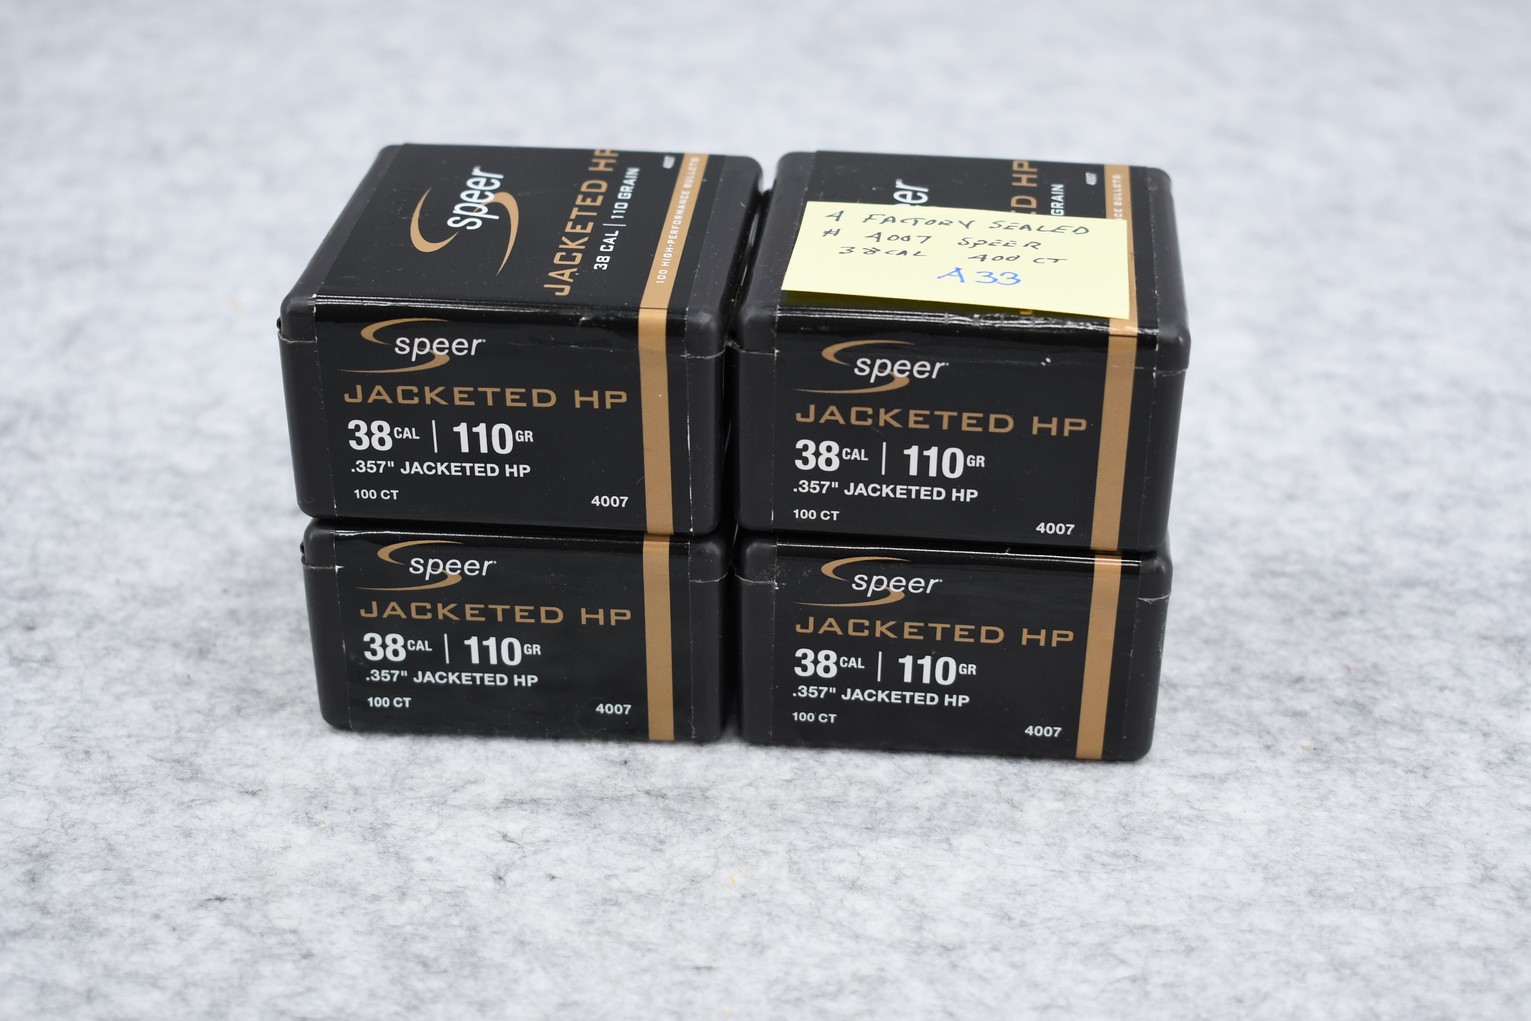 speer
JACKETED HP
38 CAL | 110 GRAIN
100 HIGH-PERFORMANCE BULLETS
4007
speer
JACKETED HP
38 CAL | 110 GR
.357" JACKETED HP
100 CT
4007
4 FACTORY SEALED
# 4007 SPEER
38 CAL 400 CT
A33
4007
speer
JACKETED HP
38 CAL | 110 GR
.357" JACKETED HP
100 CT
4007
speer
JACKETED HP
38 CAL | 110 GR
.357" JACKETED HP
100 CT
4007
speer
JACKETED HP
38 CAL | 110 GR
.357" JACKETED HP
100 CT
4007